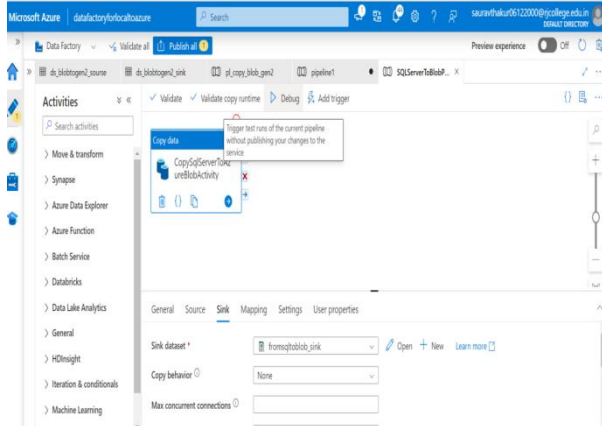 Microsoft Azure | datafactoryforlocaltoazure
Search
sauravthakur06122000@rjcollege.edu.in
DEFAULT DIRECTORY
Data Factory
Validate all
Publish all 1
Preview experience
Off
ds_blobtogen2_sourse
ds_blobtogen2_sink
pl_copy_blob_gen2
pipeline1
SQLServerToBlobP...
Activities
Validate
Validate copy runtime
Debug
Add trigger
Search activities
Trigger test runs of the current pipeline
without publishing your changes to the
service
Copy data
CopySqlServerToAz
ureBlobActivity
Move & transform
Synapse
Azure Data Explorer
Azure Function
Batch Service
Databricks
Data Lake Analytics
General
HDInsight
Iteration & conditionals
Machine Learning
General Source Sink Mapping Settings User properties
Sink dataset *
fromsqltoblob_sink
Open
New
Learn more
Copy behavior
None
Max concurrent connections